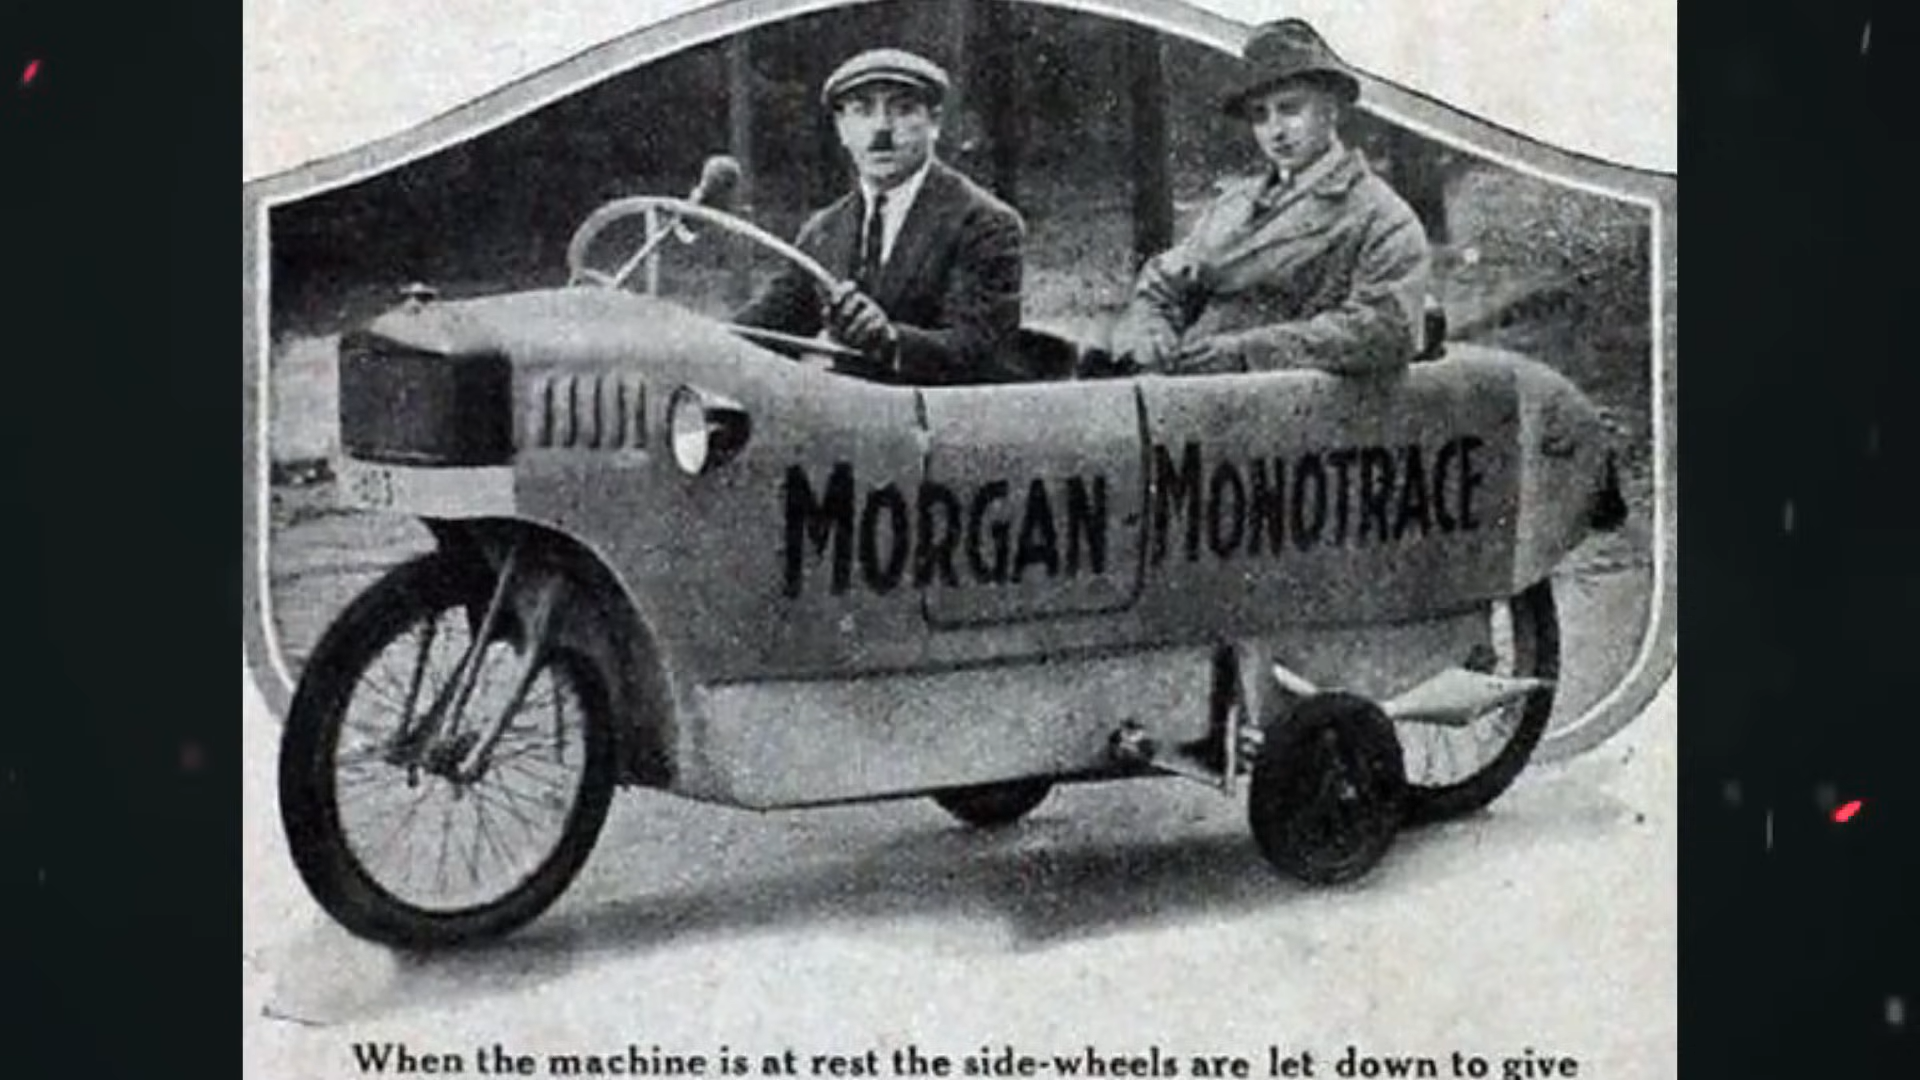 MORGAN-MONOTRACE
When the machine is at rest the side-wheels are let down to give